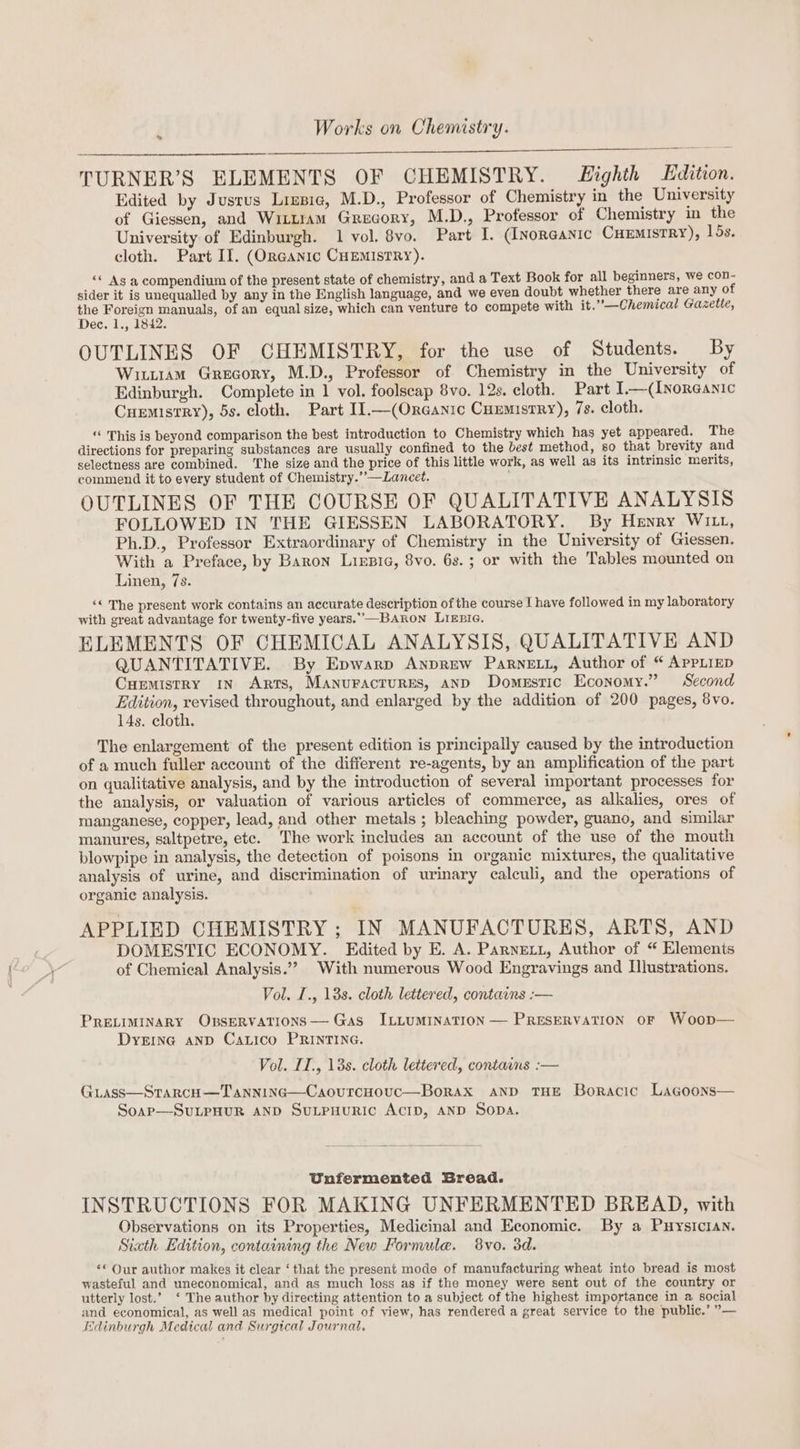 Works on Chemistry.
TURNER'S ELEMENTS OF CHEMISTRY. Eighth Edition.
Edited by Justus Liebig, M.D., Professor of Chemistry in the University
of Giessen, and William Gregory, M.D., Professor of Chemistry in the
University of Edinburgh. 1 vol. 8vo. Part I. (Inorganic Chemistry), 15s.
cloth. Part II. (Organic Chemistry).
“ As a compendium of the present state of chemistry, and a Text Book for all beginners, we con-
sider it is unequalled by any in the English language, and we even doubt whether there are any of
the Foreign manuals, of an equal size, which can venture to compete with it.”—Chemical Gazette,
Dec. 1., 1842.
OUTLINES OF CHEMISTRY, for the use of Students. By
William Gregory, M.D., Professor of Chemistry in the University of
Edinburgh. Complete in 1 vol. foolscap 8vo. 12s. cloth. Part I.—(Inorganic
Chemistry), 5s. cloth. Part II.—(Organic Chemistry), 7s. cloth.
“ This is beyond comparison the best introduction to Chemistry which has yet appeared. The
directions for preparing substances are usually confined to the best method, so that brevity and
selectness are combined. The size and the price of this little work, as well as its intrinsic merits,
commend it to every student of Chemistry.”—Lancet.
OUTLINES OF THE COURSE OF QUALITATIVE ANALYSIS
FOLLOWED IN THE GIESSEN LABORATORY. By Henry Will,
Ph.D., Professor Extraordinary of Chemistry in the University of Giessen.
With a Preface, by Baron Liebig, 8vo. 6s. ; or with the Tables mounted on
Linen, 7s.
“ The present work contains an accurate description of the course I have followed in my laboratory
with great advantage for twenty-five years.”—Baron Liebig.
ELEMENTS OF CHEMICAL ANALYSIS, QUALITATIVE AND
QUANTITATIVE. By Edward Andrew Parnell, Author of “ Applied
Chemistry in Arts, Manufactures, and Domestic Economy.” Second
Edition, revised throughout, and enlarged by the addition of 200 pages, 8vo.
14s. cloth.
The enlargement of the present edition is principally caused by the introduction
of a much fuller account of the different re-agents, by an amplification of the part
on qualitative analysis, and by the introduction of several important processes for
the analysis, or valuation of various articles of commerce, as alkalies, ores of
manganese, copper, lead, and other metals ; bleaching powder, guano, and similar
manures, saltpetre, etc. The work includes an account of the use of the mouth
blowpipe in analysis, the detection of poisons in organic mixtures, the qualitative
analysis of urine, and discrimination of urinary calculi, and the operations of
organic analysis.
APPLIED CHEMISTRY ; IN MANUFACTURES, ARTS, AND
DOMESTIC ECONOMY. Edited by E. A. Parnell, Author of “ Elements
of Chemical Analysis.” With numerous Wood Engravings and Illustrations.
Vol. I., 13s. cloth lettered, contains :—
Preliminary Observations — Gas Illumination — Preservation of Wood—
Dyeing and Calico Printing.
Vol. II., 13s. cloth lettered, contains :—
Glass—Starch—Tanning—Caoutchouc—Borax and the Boracic Lagoons—
Soap—Sulphur and Sulphuric Acid, and Soda.
Unfermented Bread.
INSTRUCTIONS FOR MAKING UNFERMENTED BREAD, with
Observations on its Properties, Medicinal and Economic. By a Physician.
Sixth Edition, containing the New Formulæ. 8vo. 3d.
“ Our author makes it clear ‘ that the present mode of manufacturing wheat into bread is most
wasteful and uneconomical, and as much loss as if the money were sent out of the country or
utterly lost.’ ‘ The author by directing attention to a subject of the highest importance in a social
and economical, as well as medical point of view, has rendered a great service to the public.’ ”—
Edinburgh Medical and Surgical Journal.